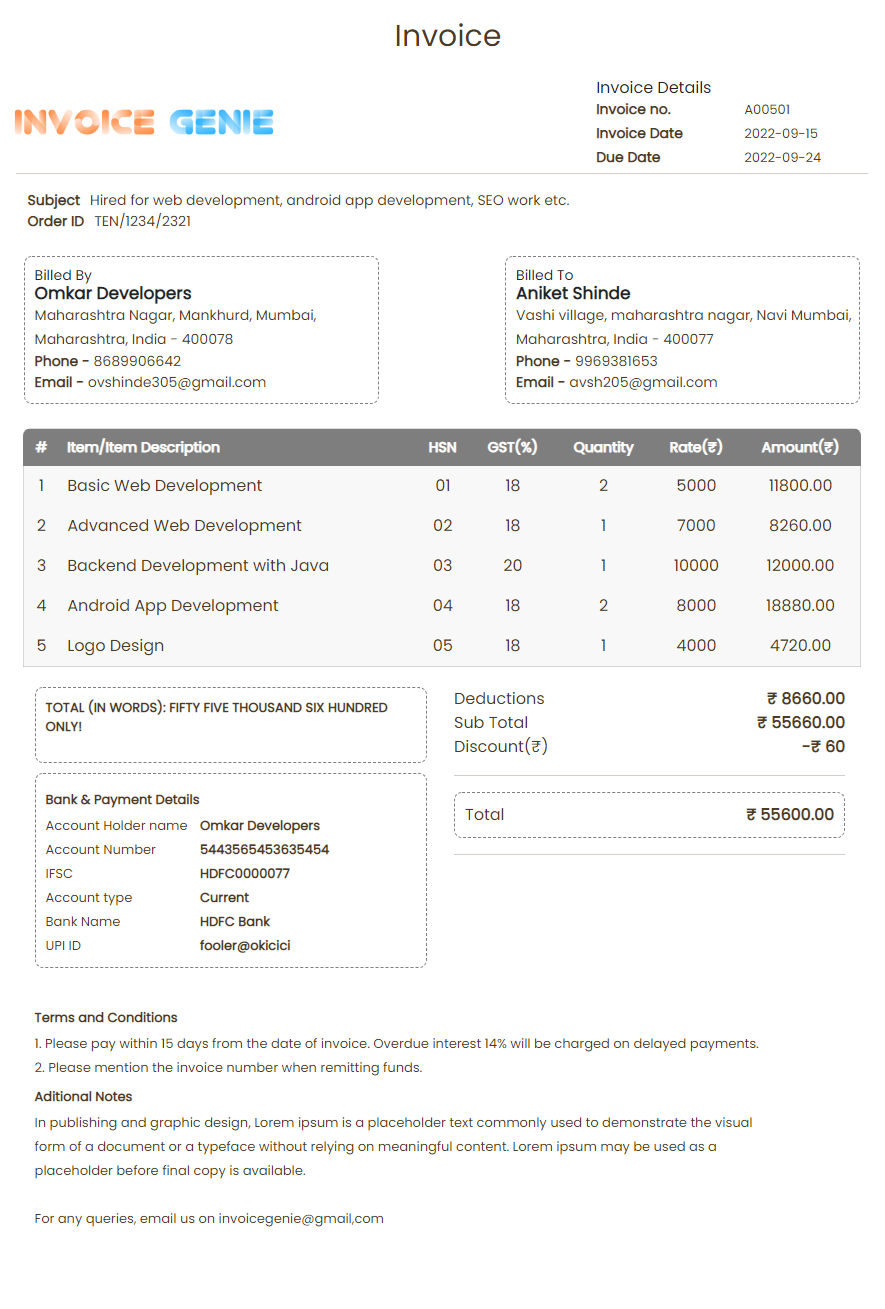 Invoice
INVOICE GENIE
Invoice Details
Invoice no. A00501
Invoice Date 2022-09-15
Due Date 2022-09-24
Subject Hired for web development, android app development, SEO work etc.
Order ID TEN/1234/2321
Billed By
Omkar Developers
Maharashtra Nagar, Mankhurd, Mumbai,
Maharashtra, India - 400078
Phone - 8689906642
Email - ovshinde305@gmail.com
Billed To
Aniket Shinde
Vashi village, maharashtra nagar, Navi Mumbai,
Maharashtra, India - 400077
Phone - 9969381653
Email - avsh205@gmail.com
# Item/Item Description HSN GST(%) Quantity Rate(₹) Amount(₹)
1 Basic Web Development 01 18 2 5000 11800.00
2 Advanced Web Development 02 18 1 7000 8260.00
3 Backend Development with Java 03 20 1 10000 12000.00
4 Android App Development 04 18 2 8000 18880.00
5 Logo Design 05 18 1 4000 4720.00
TOTAL (IN WORDS): FIFTY FIVE THOUSAND SIX HUNDRED
ONLY!
Bank & Payment Details
Account Holder name Omkar Developers
Account Number 5443565453635454
IFSC HDFC0000077
Account type Current
Bank Name HDFC Bank
UPI ID fooler@okicici
Deductions ₹ 8660.00
Sub Total ₹ 55660.00
Discount(₹) -₹ 60
Total ₹ 55600.00
Terms and Conditions
1. Please pay within 15 days from the date of invoice. Overdue interest 14% will be charged on delayed payments.
2. Please mention the invoice number when remitting funds.
Aditional Notes
In publishing and graphic design, Lorem ipsum is a placeholder text commonly used to demonstrate the visual
form of a document or a typeface without relying on meaningful content. Lorem ipsum may be used as a
placeholder before final copy is available.
For any queries, email us on invoicegenie@gmail,com